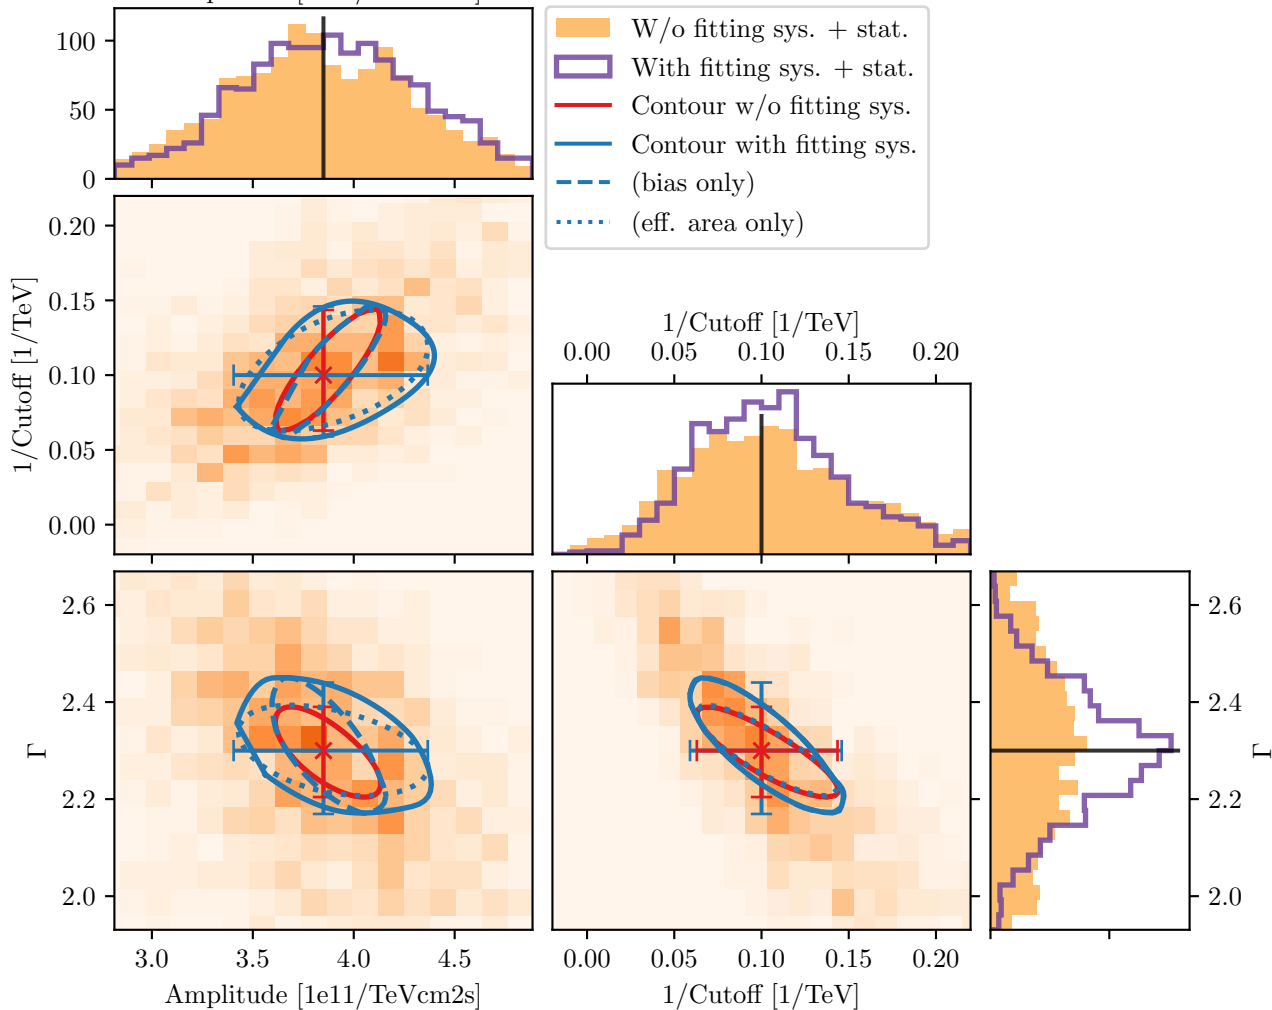 W/o fitting sys. + stat.
With fitting sys. + stat.
Contour w/o fitting sys.
Contour with fitting sys.
(bias only)
(eff. area only)
100
50
0
0.20
0.15
0.10
0.05
0.00
1/Cutoff [1/TeV]
1/Cutoff [1/TeV]
0.00 0.05 0.10 0.15 0.20
2.6
2.4
2.2
2.0
Γ
2.6
2.4
2.2
2.0
Γ
3.0 3.5 4.0 4.5
Amplitude [1e11/TeVcm2s]
0.00 0.05 0.10 0.15 0.20
1/Cutoff [1/TeV]